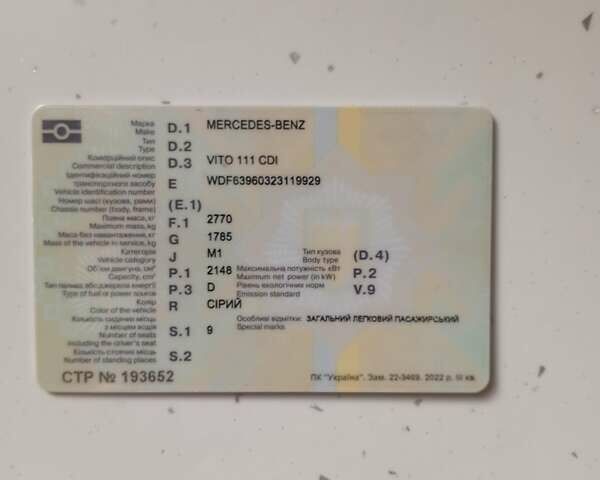 Марка
Make D.1 MERCEDES-BENZ
Тип
Type D.2
Комерційний опис
Commercial description D.3 VITO 111 CDI
Ідентифікаційний номер
транспортного засобу E WDF63960323119929
Vehicle identification number
Номер шасі (кузова, рами)
Chassis number (body, frame) (E.1)
Повна маса, кг
Maximum mass, kg F.1 2770
Маса без навантаження, кг
Mass of the vehicle in service, kg G 1785
Категорія Тип кузова
Vehicle category J M1 Body type (D.4)
Об'єм двигуна, см³ Максимальна потужність кВт
Capacity, cm³ P.1 2148 Maximum net power (in kW) P.2
Тип палива або джерела енергії Рівень екологічних норм
Type of fuel or power source P.3 D Emission standard V.9
Колір
Color of the vehicle R СІРИЙ
Кількість сидячих місць Особливі відмітки: ЗАГАЛЬНИЙ ЛЕГКОВИЙ ПАСАЖИРСЬКИЙ
з місцем водія Special marks
Number of seats S.1 9
including the driver's seat
Кількість стоячих місць
Number of standing places S.2
СТР № 193652 ПК "Україна". Зам. 22-3469. 2022 р. III кв.